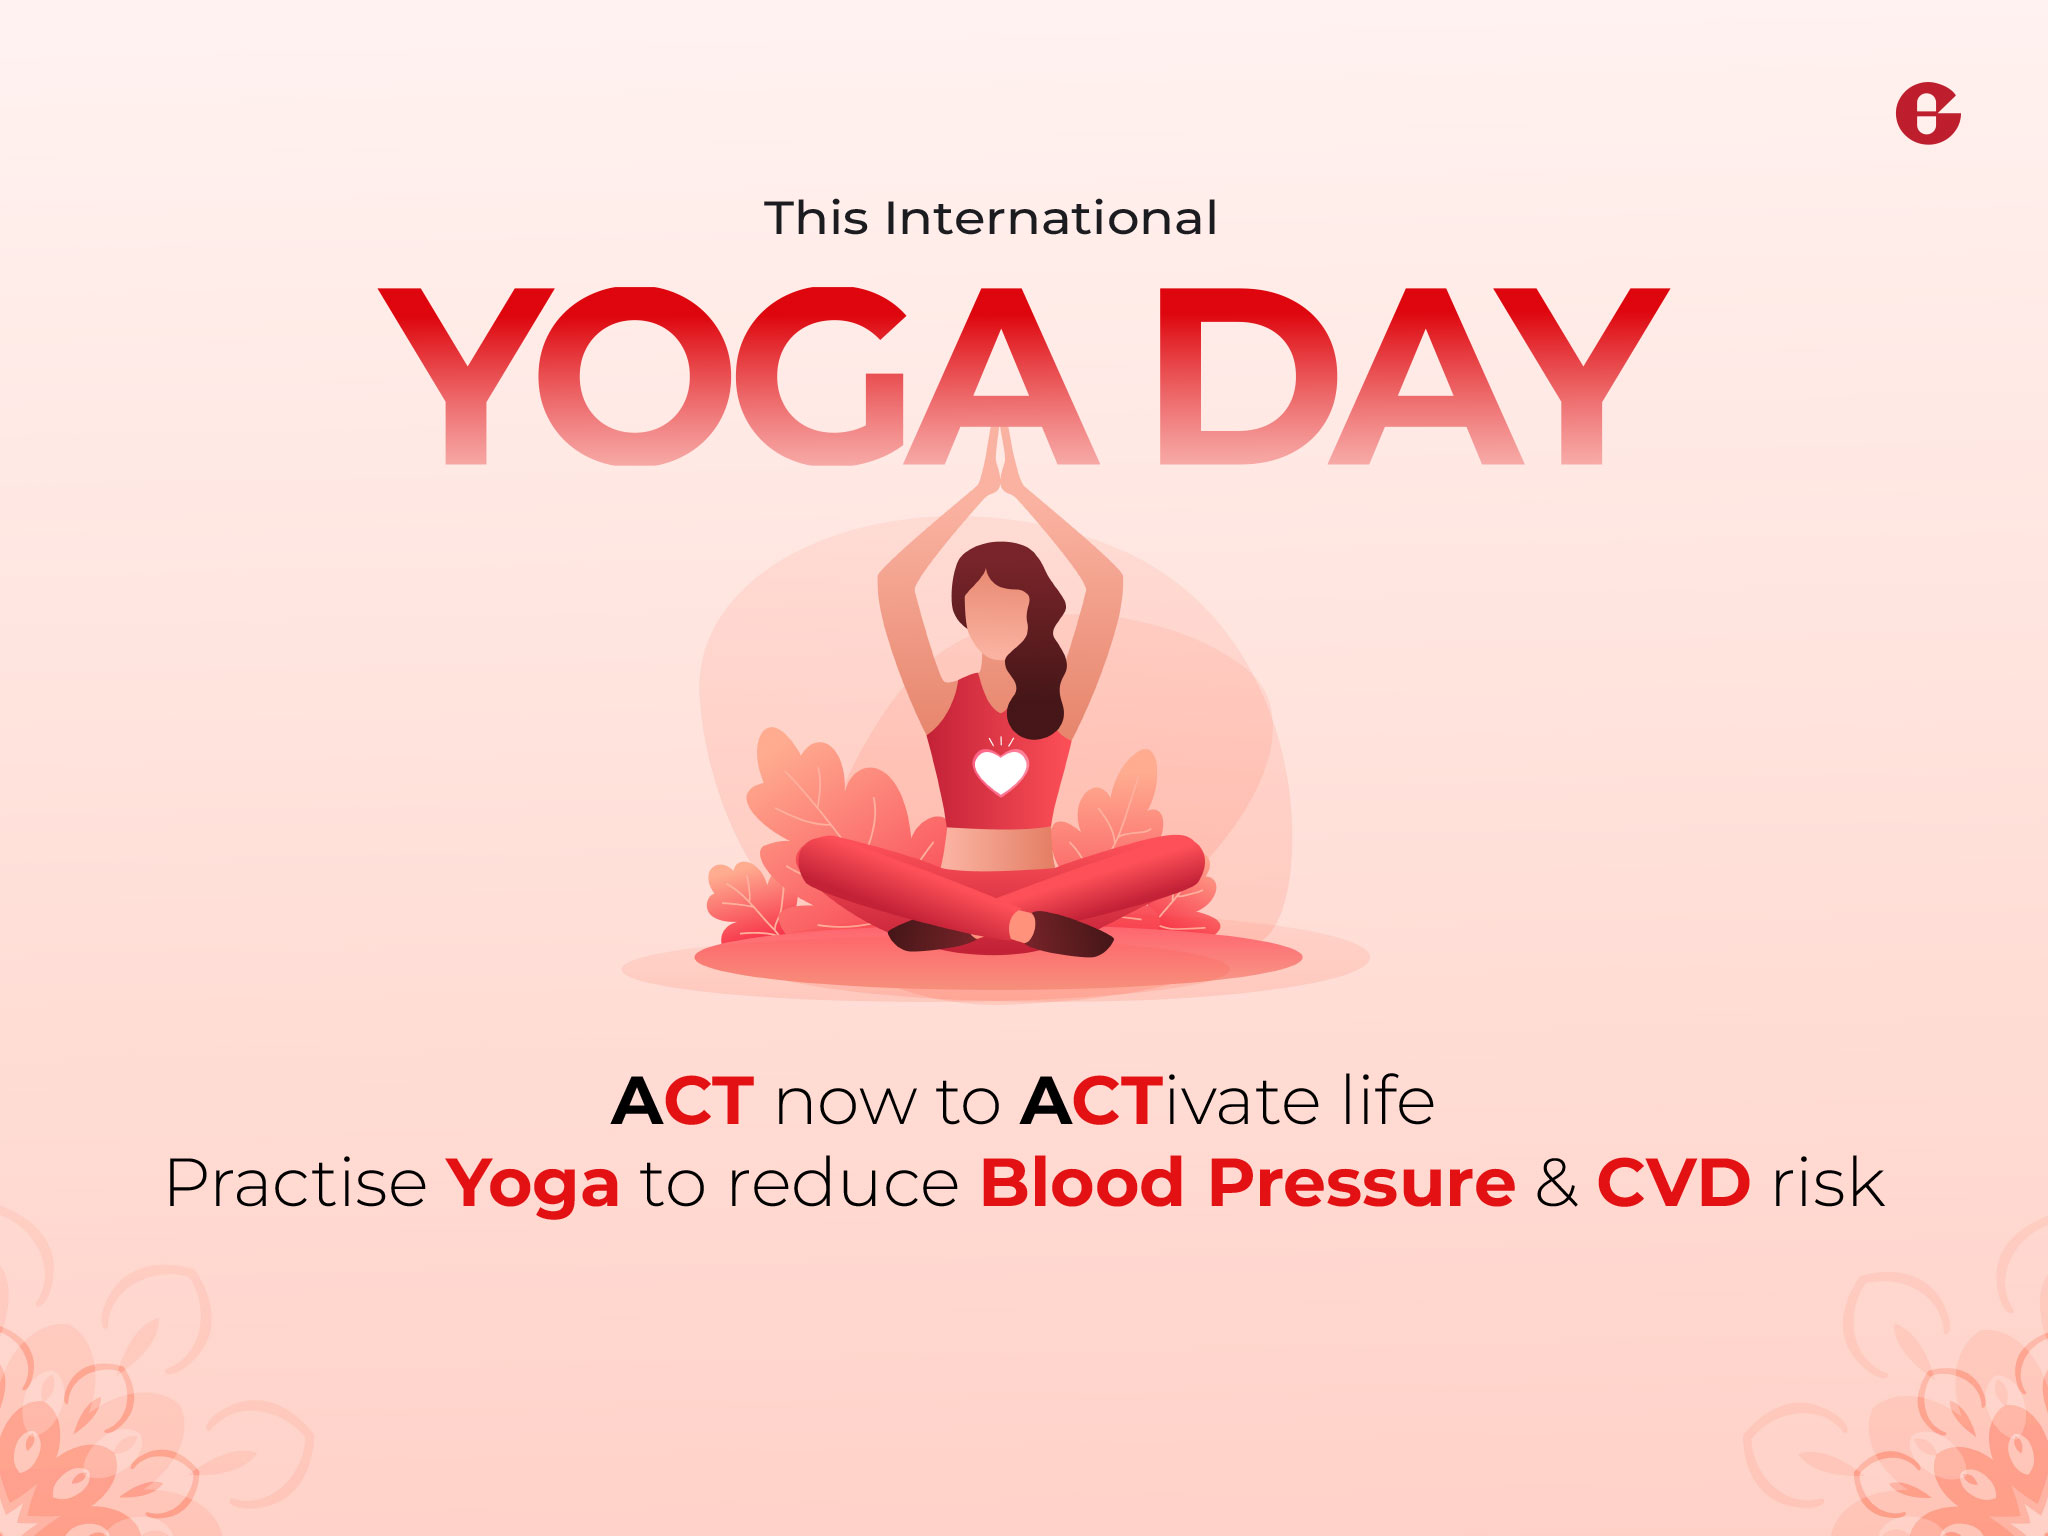 This International
YOGA DAY
ACT now to ACTivate life
Practise Yoga to reduce Blood Pressure & CVD risk